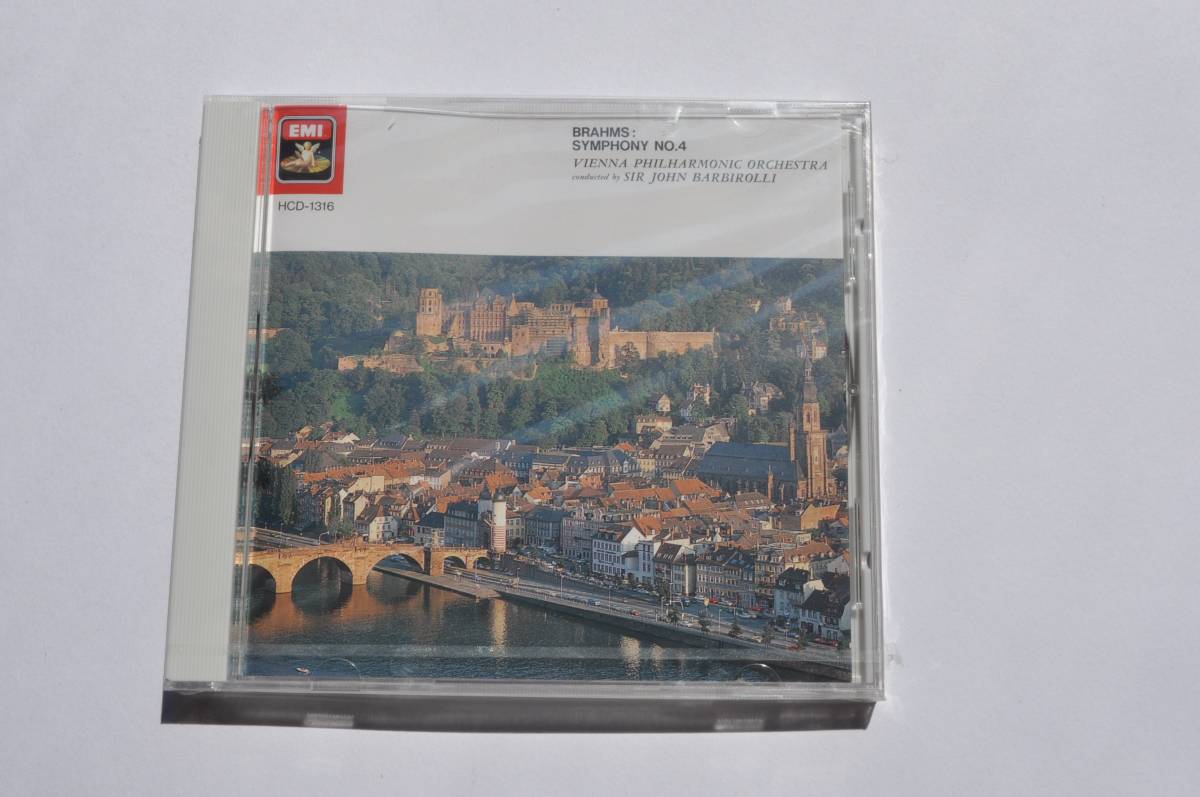 EMI
HCD-1316
BRAHMS:
SYMPHONY NO.4
VIENNA PHILHARMONIC ORCHESTRA
conducted by SIR JOHN BARBIROLLI